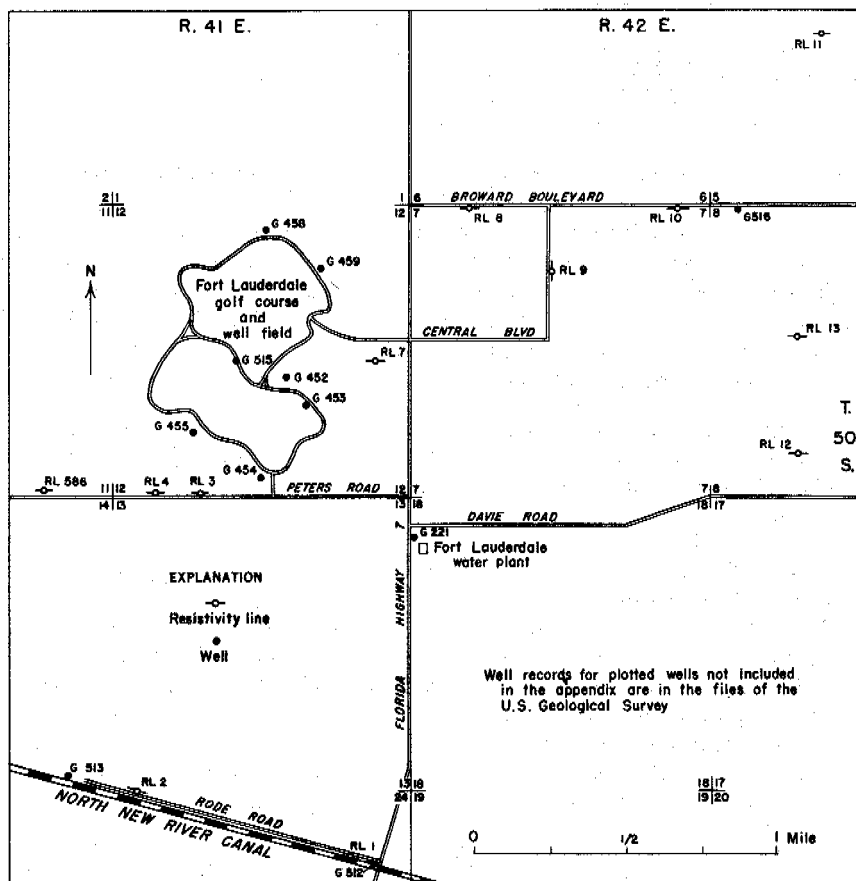 R. 41 E.
R. 42 E.
RL 11
2|1
11|12
1|6
12|7
BROWARD BOULEVARD
6|5
7|8
RL 8
RL 10
G516
G 458
G 459
RL 9
N
Fort Lauderdale
golf course
and
well field
CENTRAL BLVD
RL 13
RL 7
G 515
G 452
G 453
T.
50
S.
G 455
RL 12
G 454
RL 586
RL 4
RL 3
11|12
14|13
PETERS ROAD
12|7
13|18
7|8
18|17
DAVIE ROAD
7
G 221
Fort Lauderdale
water plant
EXPLANATION
Resistivity line
Well
FLORIDA HIGHWAY
Well records for plotted wells not included
in the appendix are in the files of the
U.S. Geological Survey
G 513
RL 2
13|18
24|19
18|17
19|20
RODE ROAD
NORTH NEW RIVER CANAL
RL 1
G 512
0 1/2 1 Mile